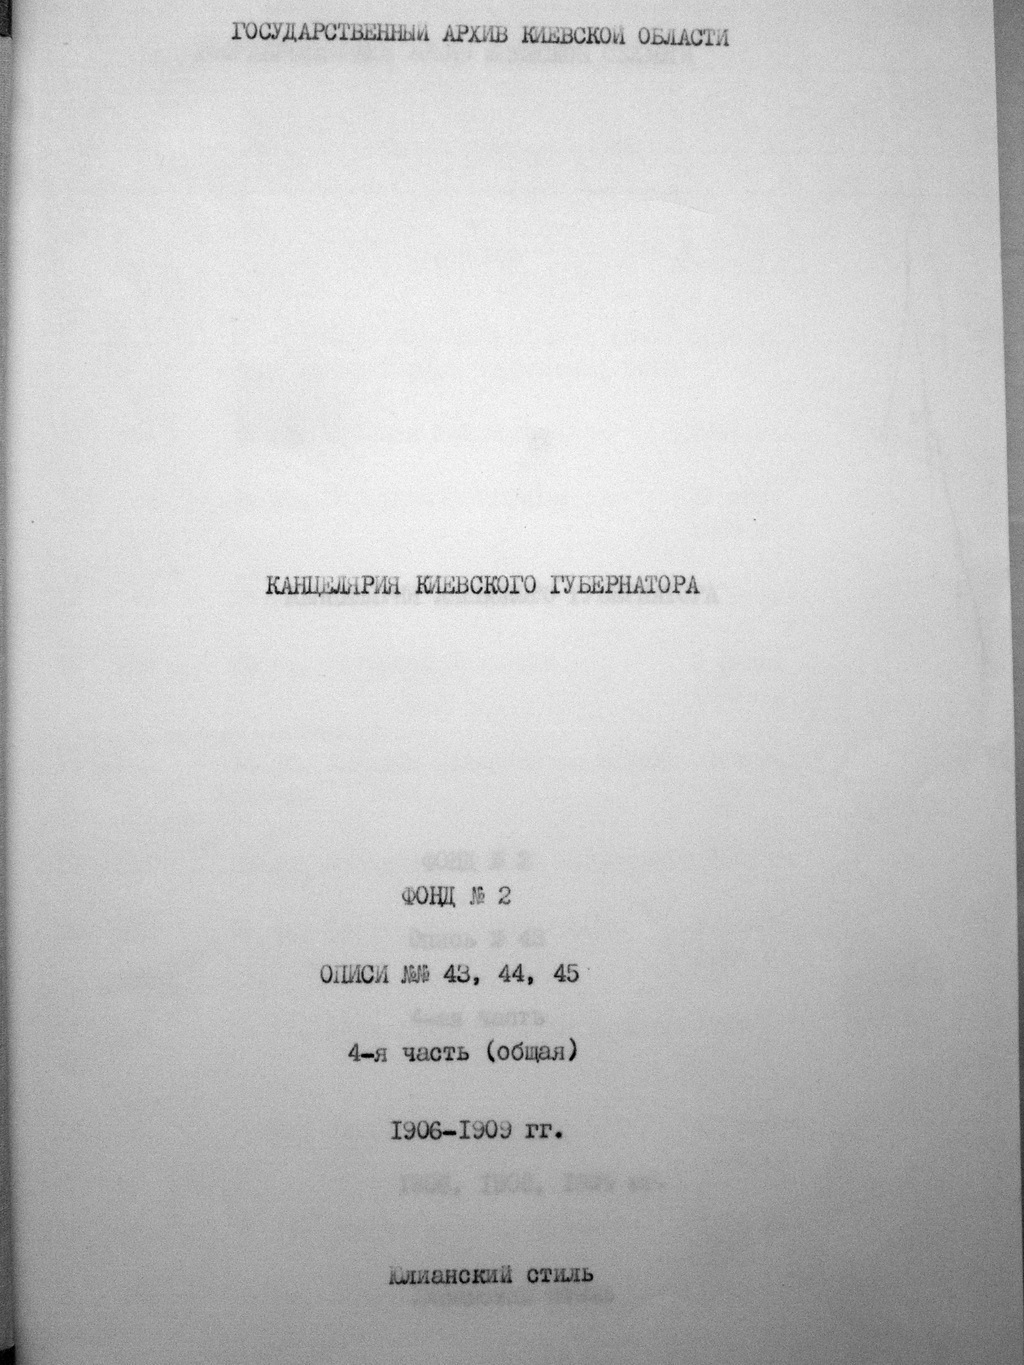 ГОСУДАРСТВЕННЫЙ АРХИВ КИЕВСКОЙ ОБЛАСТИ
КАНЦЕЛЯРИЯ КИЕВСКОГО ГУБЕРНАТОРА
ФОНД № 2
ОПИСИ №№ 43, 44, 45
4-я часть (общая)
1906-1909 гг.
Юлианский стиль